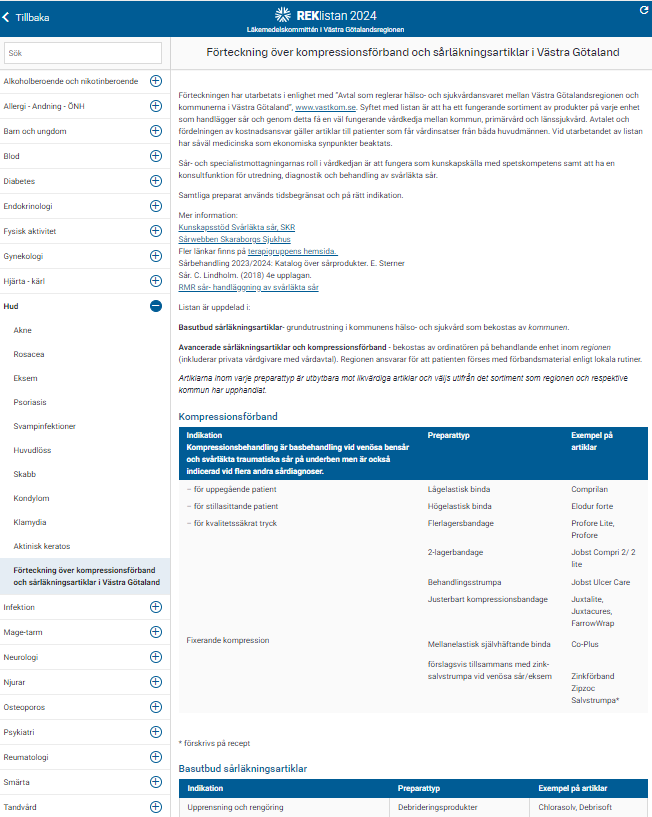 Tillbaka
REKlistan 2024
Läkemedelskommittén i Västra Götalandsregionen
Sök
Alkoholberoende och nikotinberoende
Allergi - Andning - ÖNH
Barn och ungdom
Blod
Diabetes
Endokrinologi
Fysisk aktivitet
Gynekologi
Hjärta - kärl
Hud
Akne
Rosacea
Eksem
Psoriasis
Svampinfektioner
Huvudlöss
Skabb
Kondylom
Klamydia
Aktinisk keratos
Förteckning över kompressionsförband
och sårläkningsartiklar i Västra Götaland
Infektion
Mage-tarm
Neurologi
Njurar
Osteoporos
Psykiatri
Reumatologi
Smärta
Tandvård
Förteckning över kompressionsförband och sårläkningsartiklar i Västra Götaland
Förteckningen har utarbetats i enlighet med "Avtal som reglerar hälso- och sjukvårdansvaret mellan Västra Götalandsregionen och
kommunerna i Västra Götaland", www.vastkom.se. Syftet med listan är att ha ett fungerande sortiment av produkter på varje enhet
som handlägger sår och genom detta få en väl fungerande vårdkedja mellan kommun, primärvård och länssjukvård. Avtalet och
fördelningen av kostnadsansvar gäller artiklar till patienter som får vårdinsatser från båda huvudmännen. Vid utarbetandet av listan
har såväl medicinska som ekonomiska synpunkter beaktats.
Sår- och specialistmottagningarnas roll i vårdkedjan är att fungera som kunskapskälla med spetskompetens samt att ha en
konsultfunktion för utredning, diagnostik och behandling av svårläkta sår.
Samtliga preparat används tidsbegränsat och på rätt indikation.
Mer information:
Kunskapsstöd Svårläkta sår, SKR
Sårwebben Skaraborgs Sjukhus
Fler länkar finns på terapigruppens hemsida.
Sårbehandling 2023/2024: Katalog över sårprodukter. E. Sterner
Sår. C. Lindholm. (2018) 4e upplagan.
RMR sår- handläggning av svårläkta sår
Listan är uppdelad i:
Basutbud sårläkningsartiklar- grundutrustning i kommunens hälso- och sjukvård som bekostas av kommunen.
Avancerade sårläkningsartiklar och kompressionsförband - bekostas av ordinatören på behandlande enhet inom regionen
(inkluderar privata vårdgivare med vårdavtal). Regionen ansvarar för att patienten förses med förbandsmaterial enligt lokala rutiner.
Artiklarna inom varje preparattyp är utbytbara mot likvärdiga artiklar och väljs utifrån det sortiment som regionen och respektive
kommun har upphandlat.
Kompressionsförband
Indikation
Kompressionsbehandling är basbehandling vid venösa bensår
och svårläkta traumatiska sår på underben men är också
indicerad vid flera andra sårdiagnoser.
Preparattyp
Exempel på
artiklar
– för uppegående patient Lågelastisk binda Comprilan
– för stillasittande patient Högelastisk binda Elodur forte
– för kvalitetssäkrat tryck Flerlagersbandage Profore Lite,
Profore
2-lagerbandage Jobst Compri 2/ 2
lite
Behandlingsstrumpa Jobst Ulcer Care
Justerbart kompressionsbandage Juxtalite,
Juxtacures,
FarrowWrap
Fixerande kompression
Mellanelastisk självhäftande binda Co-Plus
förslagsvis tillsammans med zink-
salvstrumpa vid venösa sår/eksem Zinkförband
Zipzoc
Salvstrumpa*
* förskrivs på recept
Basutbud sårläkningsartiklar
Indikation Preparattyp Exempel på artiklar
Upprensning och rengöring Debrideringsprodukter Chlorasolv, Debrisoft